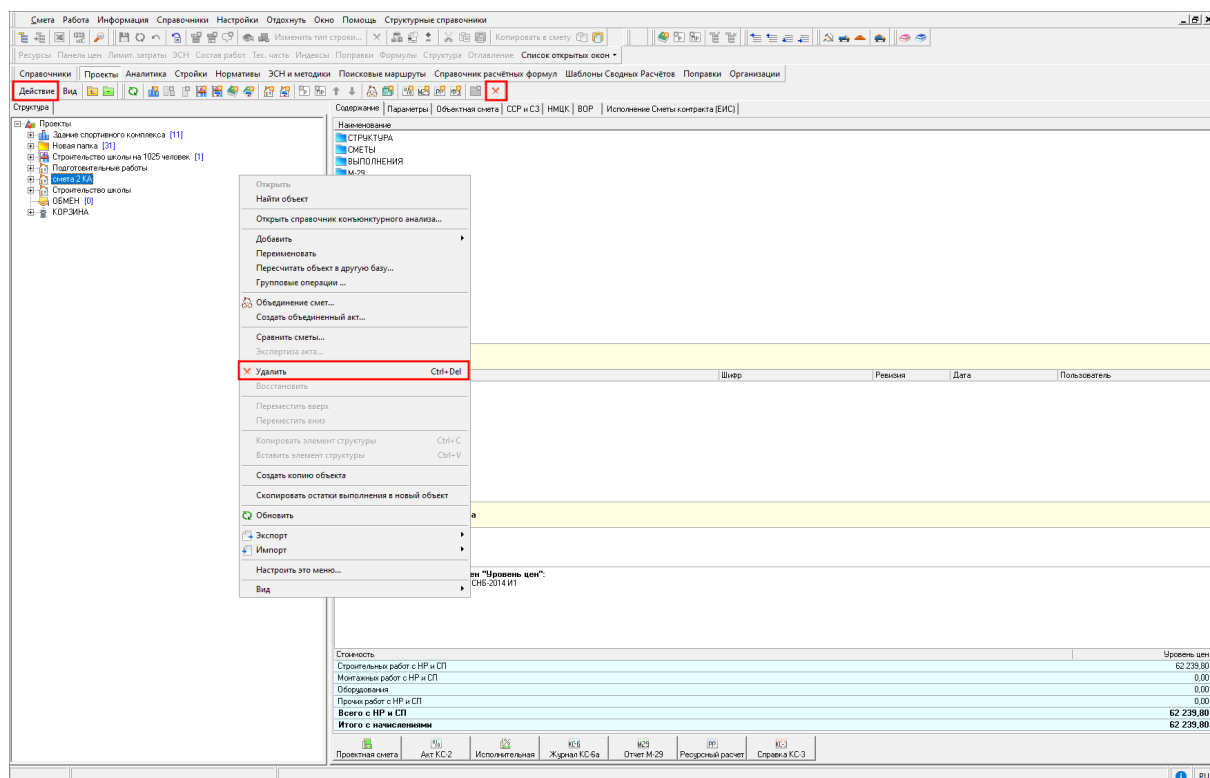 Смета Работа Информация Справочники Настройки Отдохнуть Окно Помощь Структурные справочники
Изменить тип строки... Копировать в смету
Ресурсы Панель цен Лимит. затраты ЭСН Состав работ Тех. часть Индексы Поправки Формулы Структура Оглавление Список открытых окон
Справочники Проекты Аналитика Стройки Нормативы ЭСН и методики Поисковые маршруты Справочник расчётных формул Шаблоны Сводных Расчётов Поправки Организации
Действие Вид
Структура
Содержание Параметры Объектная смета ССР и СЗ НМЦК ВОР Исполнение Сметы контракта (ЕИС)
Проекты
Здание спортивного комплекса [11]
Новая папка [31]
Строительство школы на 1025 человек [1]
Подготовительные работы
смета 2 КА
Строительство школы
ОБМЕН [0]
КОРЗИНА
Наименование
СТРУКТУРА
СМЕТЫ
ВЫПОЛНЕНИЯ
М-29
Открыть
Найти объект
Открыть справочник конъюнктурного анализа...
Добавить
Переименовать
Пересчитать объект в другую базу...
Групповые операции ...
Объединение смет...
Создать объединенный акт...
Сравнить сметы...
Экспертиза акта...
Удалить Ctrl+Del
Восстановить
Переместить вверх
Переместить вниз
Копировать элемент структуры Ctrl+C
Вставить элемент структуры Ctrl+V
Создать копию объекта
Скопировать остатки выполнения в новый объект
Обновить
Экспорт
Импорт
Настроить это меню...
Вид
Шифр Ревизия Дата Пользователь
а
ен "Уровень цен":
СНБ-2014 И1
Стоимость Уровень цен
Строительных работ с НР и СП 62 239,80
Монтажных работ с НР и СП 0,00
Оборудования 0,00
Прочих работ с НР и СП 0,00
Всего с НР и СП 62 239,80
Итого с начислениями 62 239,80
Проектная смета Акт КС-2 Исполнительная Журнал КС-6а Отчет М-29 Ресурсный расчет Справка КС-3
RU